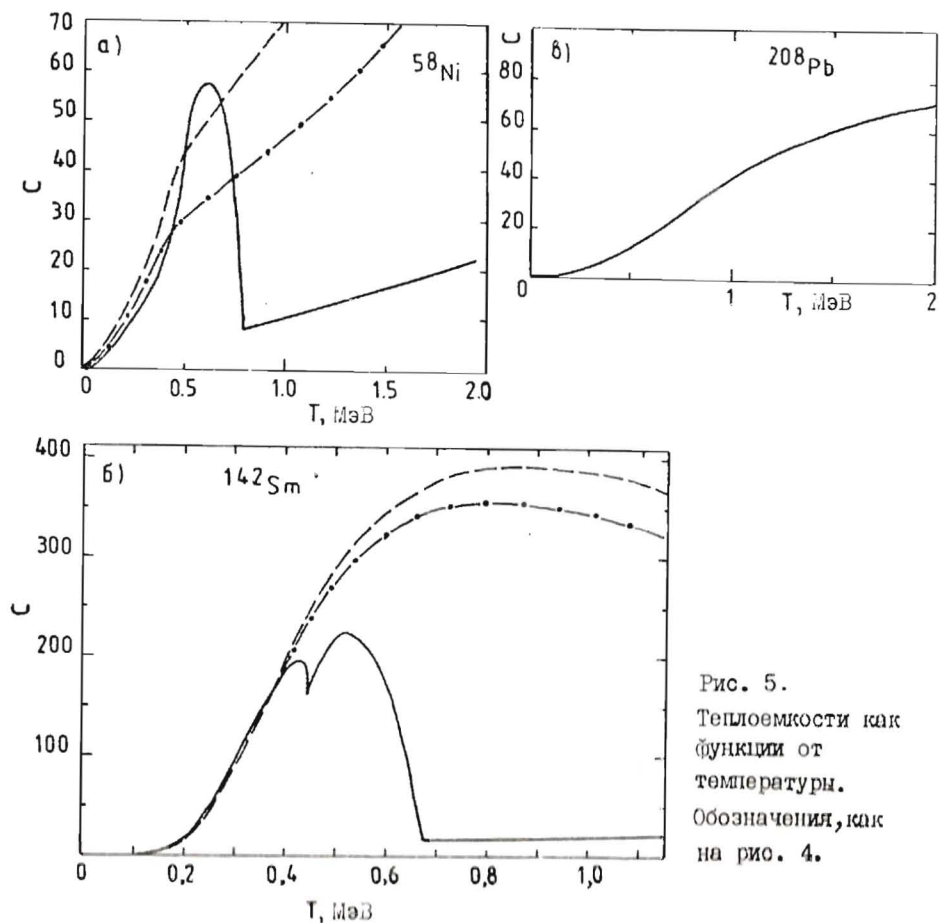 70
60
50
40
30
20
10
0
C
а)
58Ni
0
0.5
1.0
1.5
2.0
T, МэВ
C
80
60
40
20
0
в)
208Pb
1
2
T, МэВ
400
300
200
100
C
б)
142Sm
0
0,2
0,4
0,6
0,8
1,0
T, МэВ
Рис. 5.
Теплоемкости как
функции от
температуры.
Обозначения,как
на рис. 4.